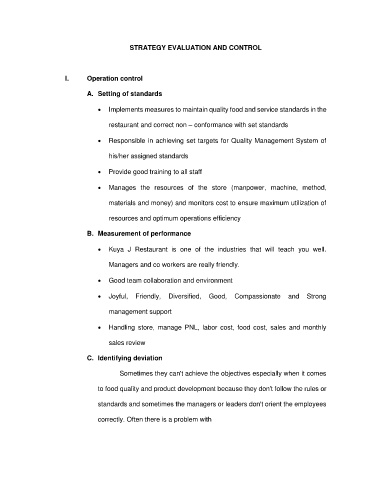 STRATEGY EVALUATION AND CONTROL
I. Operation control
A. Setting of standards
• Implements measures to maintain quality food and service standards in the
restaurant and correct non – conformance with set standards
• Responsible in achieving set targets for Quality Management System of
his/her assigned standards
• Provide good training to all staff
• Manages the resources of the store (manpower, machine, method,
materials and money) and monitors cost to ensure maximum utilization of
resources and optimum operations efficiency
B. Measurement of performance
• Kuya J Restaurant is one of the industries that will teach you well.
Managers and co workers are really friendly.
• Good team collaboration and environment
• Joyful, Friendly, Diversified, Good, Compassionate and Strong
management support
• Handling store, manage PNL, labor cost, food cost, sales and monthly
sales review
C. Identifying deviation
Sometimes they can't achieve the objectives especially when it comes
to food quality and product development because they don't follow the rules or
standards and sometimes the managers or leaders don't orient the employees
correctly. Often there is a problem with